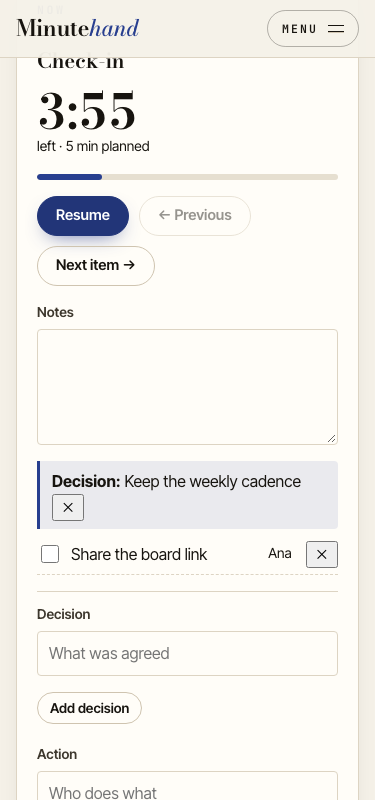 Minutehand
MENU
Check-in
3:55
left · 5 min planned
Resume
← Previous
Next item →
Notes
Decision: Keep the weekly cadence
×
Share the board link
Ana
×
Decision
What was agreed
Add decision
Action
Who does what